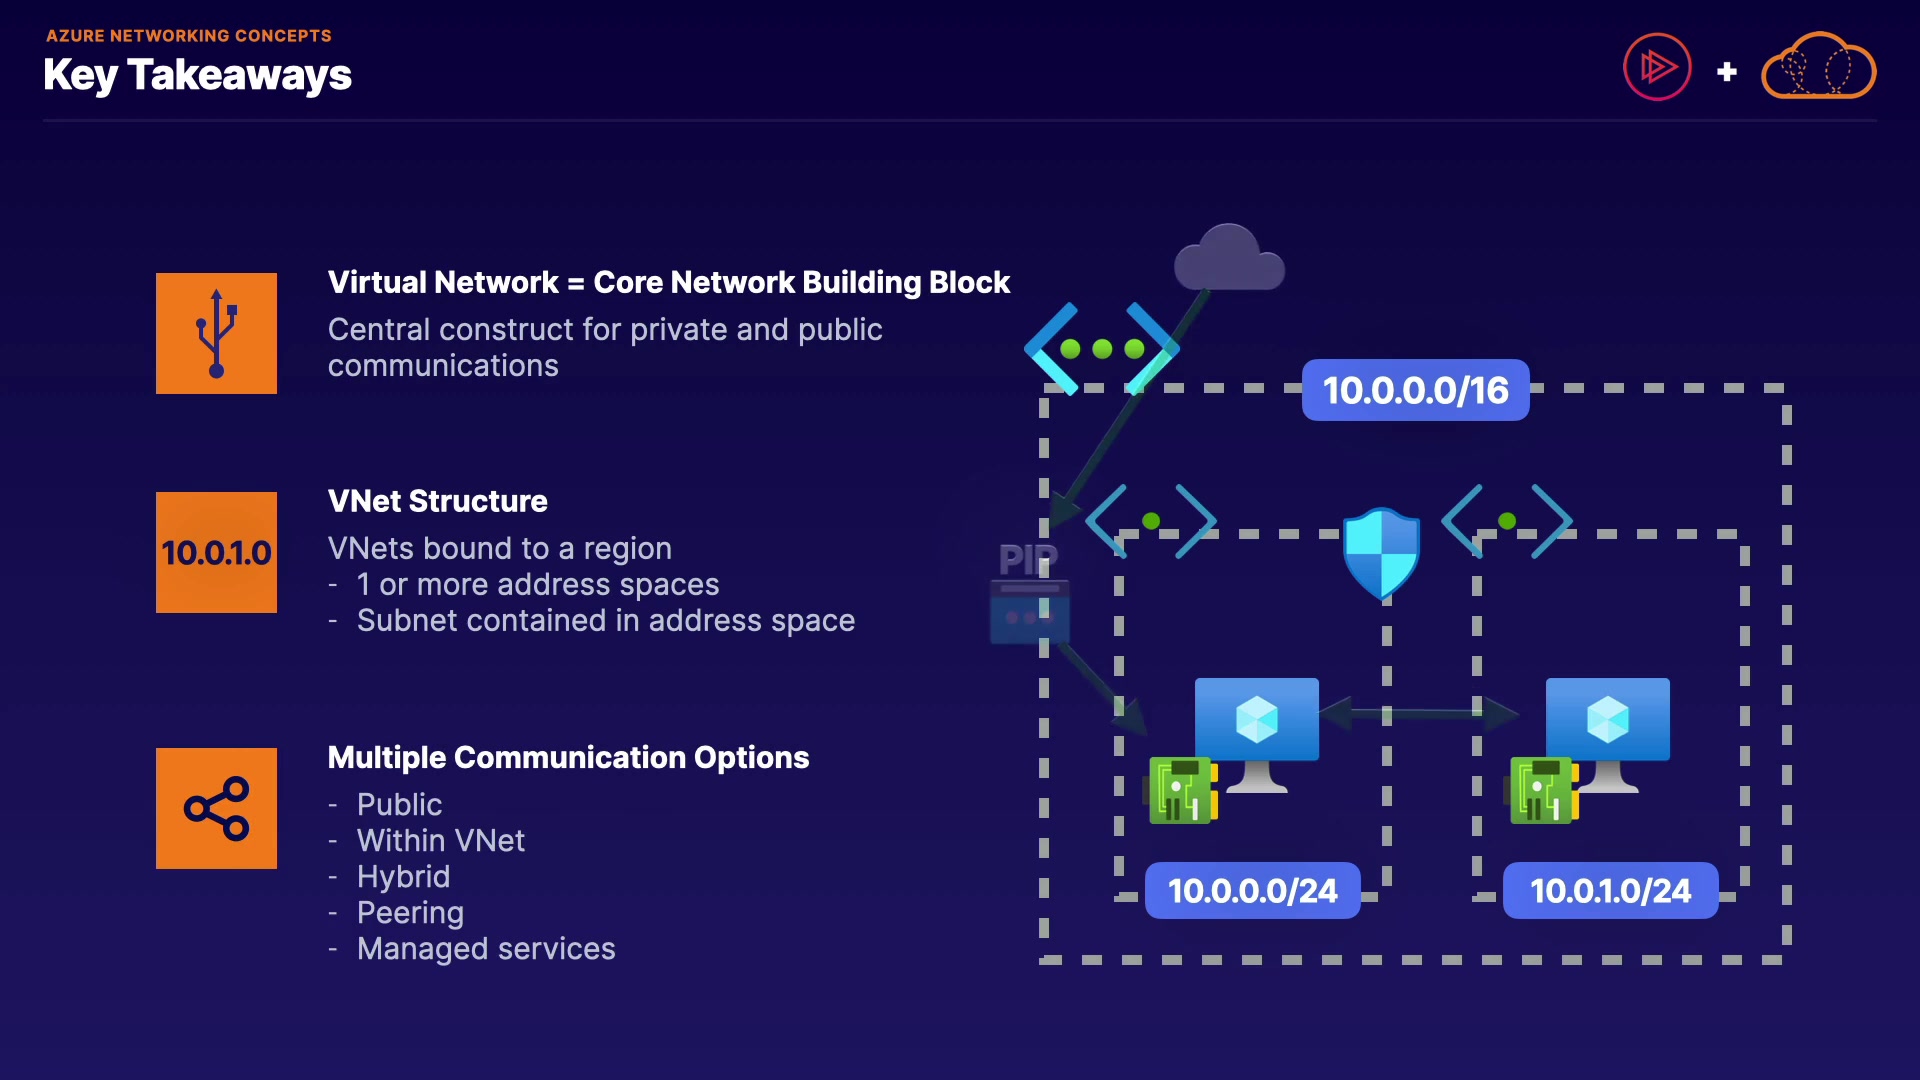 AZURE NETWORKING CONCEPTS
Key Takeaways
Virtual Network = Core Network Building Block
Central construct for private and public
communications
10.0.1.0
VNet Structure
VNets bound to a region
- 1 or more address spaces
- Subnet contained in address space
Multiple Communication Options
- Public
- Within VNet
- Hybrid
- Peering
- Managed services
10.0.0.0/16
PIP
10.0.0.0/24
10.0.1.0/24